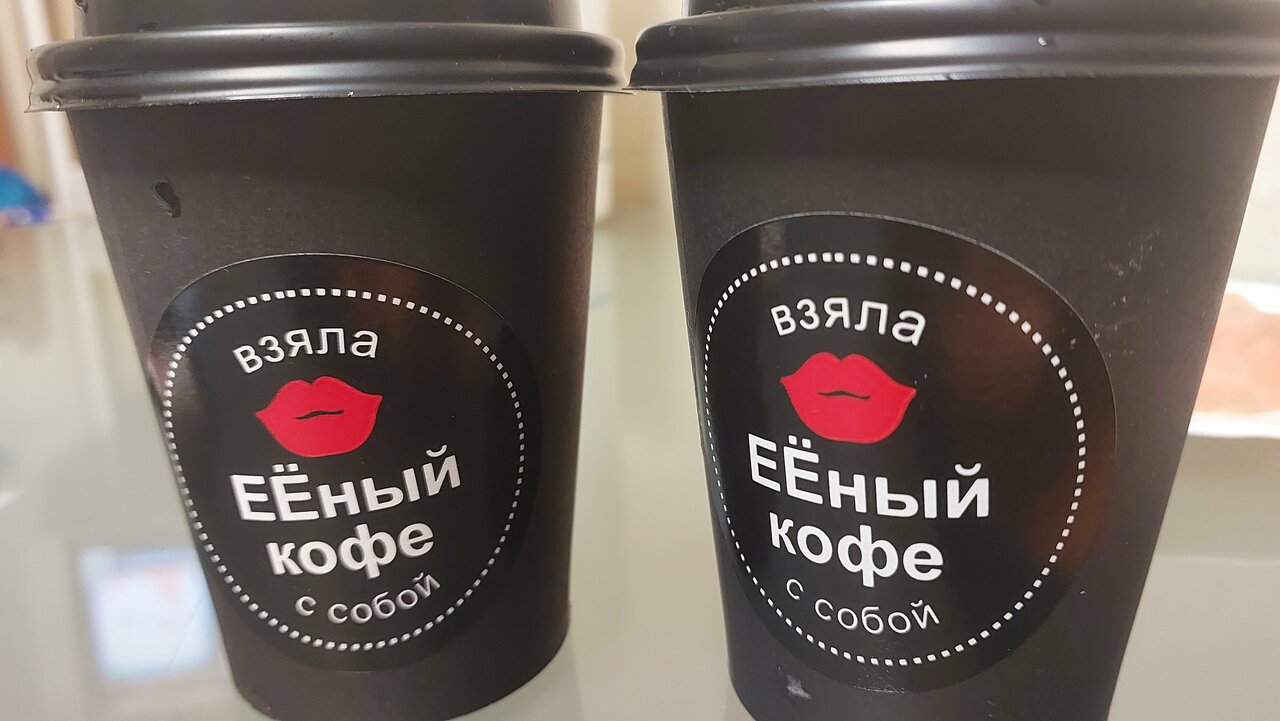 взяла
ЕЁный
кофе
с собой
взяла
ЕЁный
кофе
с собой